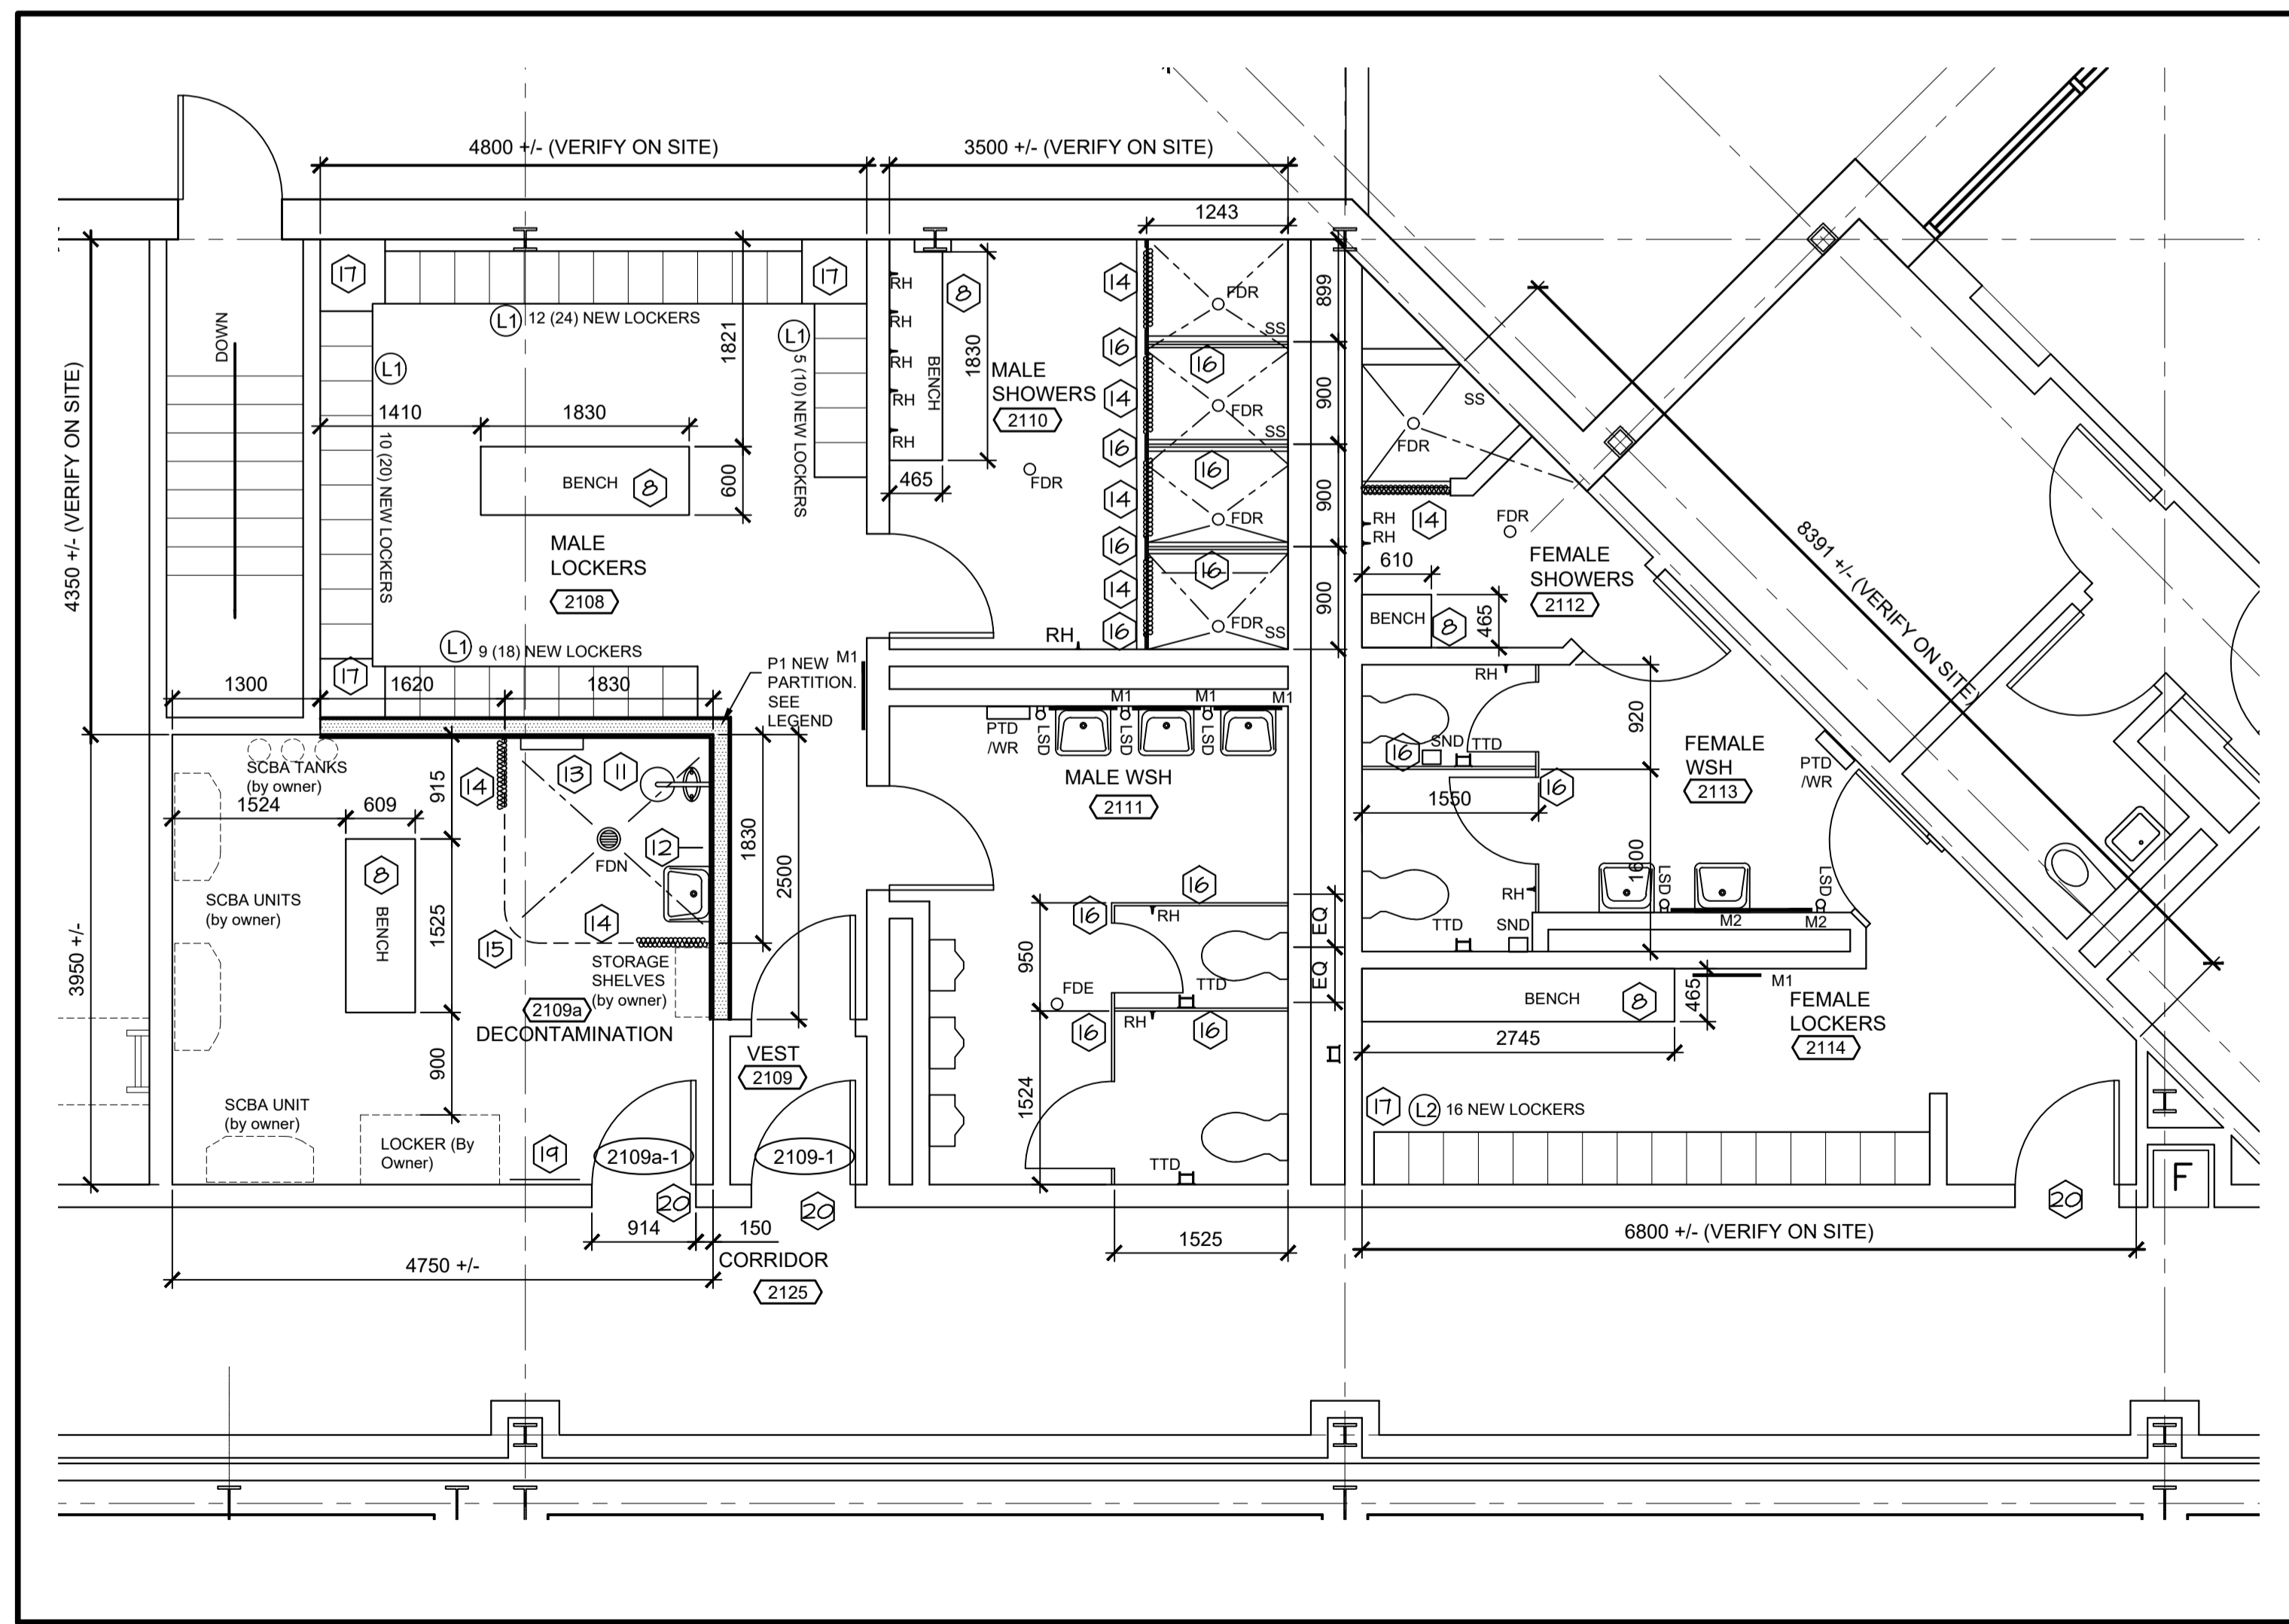 4800 +/- (VERIFY ON SITE)
3500 +/- (VERIFY ON SITE)
1243
4350 +/- (VERIFY ON SITE)
DOWN
17
17
L1 12 (24) NEW LOCKERS
L1
5 (10) NEW LOCKERS
1821
L1
10 (20) NEW LOCKERS
1410
1830
600
BENCH 8
MALE
LOCKERS
2108
L1 9 (18) NEW LOCKERS
17
1300
1620
1830
P1 NEW
PARTITION.
SEE
LEGEND
M1
RH
RH
RH
RH
RH
BENCH
8
1830
465
MALE
SHOWERS
2110
FDR
RH
14
16
14
16
14
16
14
16
FDR
SS
16
FDR
SS
16
FDR
16
FDR
SS
899
900
900
900
SS
FDR
RH
RH
14
FDR
610
BENCH
8
465
FEMALE
SHOWERS
2112
8391 +/- (VERIFY ON SITE)
RH
16
SND
TTD
16
1550
920
1600
FEMALE
WSH
2113
PTD
/WR
RH
TTD
SND
LSD
LSD
M2
M2
M1
M1
M1
PTD
/WR
LSD
LSD
LSD
MALE WSH
2111
16
16
RH
950
FDE
TTD
16
RH
16
1524
TTD
EQ
EQ
1525
3950 +/-
SCBA TANKS
(by owner)
1524
609
915
14
13
11
12
FDN
1830
2500
SCBA UNITS
(by owner)
8
BENCH
1525
15
14
STORAGE
SHELVES
(by owner)
2109a
DECONTAMINATION
900
SCBA UNIT
(by owner)
LOCKER (By
Owner)
19
2109a-1
VEST
2109
2109-1
20
20
914
150
4750 +/-
CORRIDOR
2125
BENCH
8
465
2745
M1
FEMALE
LOCKERS
2114
17 L2 16 NEW LOCKERS
20
F
6800 +/- (VERIFY ON SITE)